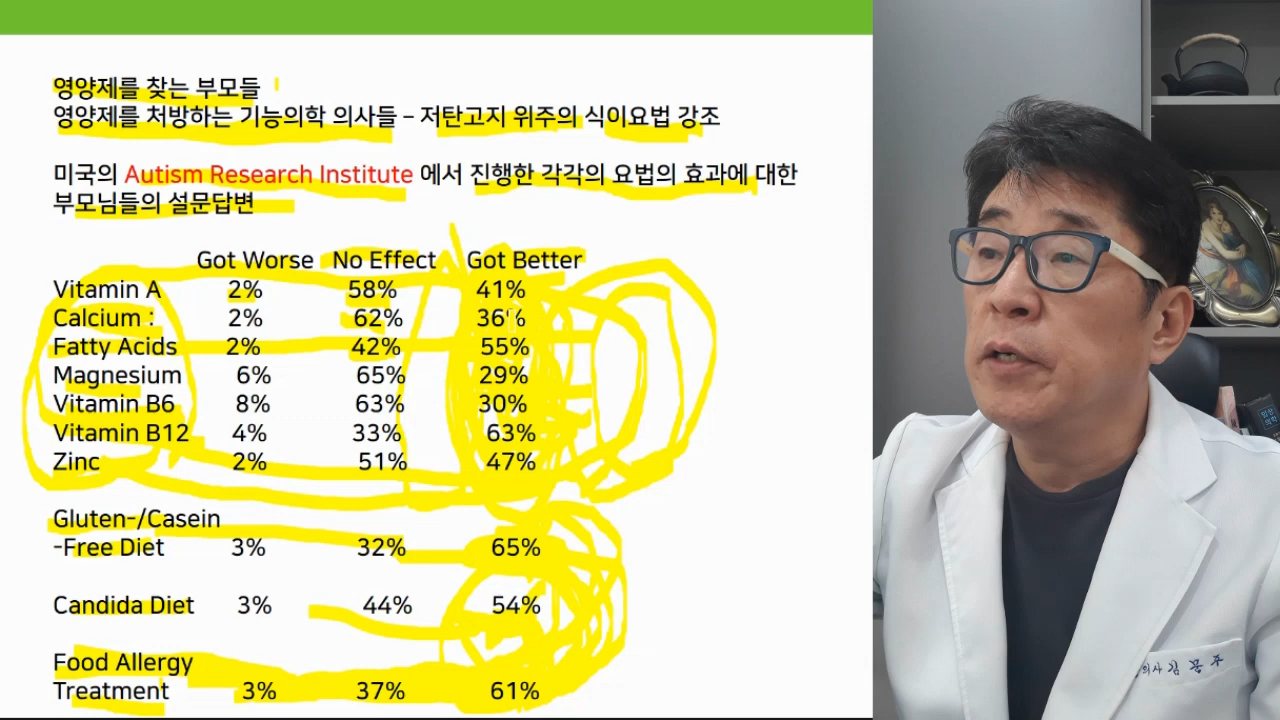 영양제를 찾는 부모들
영양제를 처방하는 기능의학 의사들 – 저탄고지 위주의 식이요법 강조
미국의 Autism Research Institute 에서 진행한 각각의 요법의 효과에 대한
부모님들의 설문답변
Got Worse No Effect Got Better
Vitamin A 2% 58% 41%
Calcium : 2% 62% 36%
Fatty Acids 2% 42% 55%
Magnesium 6% 65% 29%
Vitamin B6 8% 63% 30%
Vitamin B12 4% 33% 63%
Zinc 2% 51% 47%
Gluten-/Casein
-Free Diet 3% 32% 65%
Candida Diet 3% 44% 54%
Food Allergy
Treatment 3% 37% 61%
의사 김문주